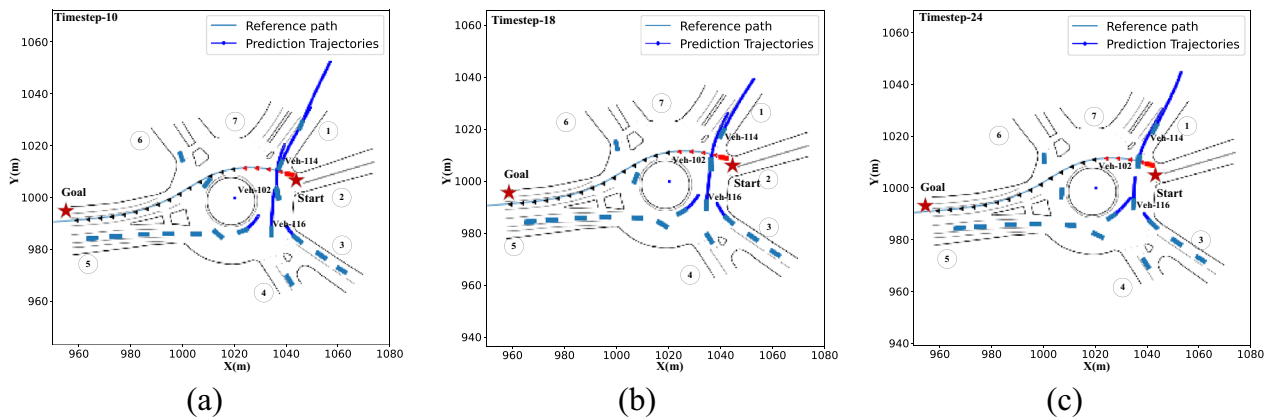 Timestep-10
Reference path
Prediction Trajectories
1060
1040
1020
1000
980
960
Y(m)
7
6
1
Veh-114
Goal
Veh-102
Start
2
Veh-116
3
5
4
960
980
1000
1020
1040
1060
1080
X(m)
(a)
Timestep-18
Reference path
Prediction Trajectories
1060
1040
1020
1000
980
960
940
Y(m)
7
6
1
Veh-114
Veh-102
Goal
Start
2
Veh-116
3
5
4
960
980
1000
1020
1040
1060
1080
X(m)
(b)
Timestep-24
Reference path
Prediction Trajectories
1060
1040
1020
1000
980
960
940
Y(m)
7
6
1
Veh-114
Veh-102
Goal
Start
2
Veh-116
3
5
4
960
980
1000
1020
1040
1060
1080
X(m)
(c)